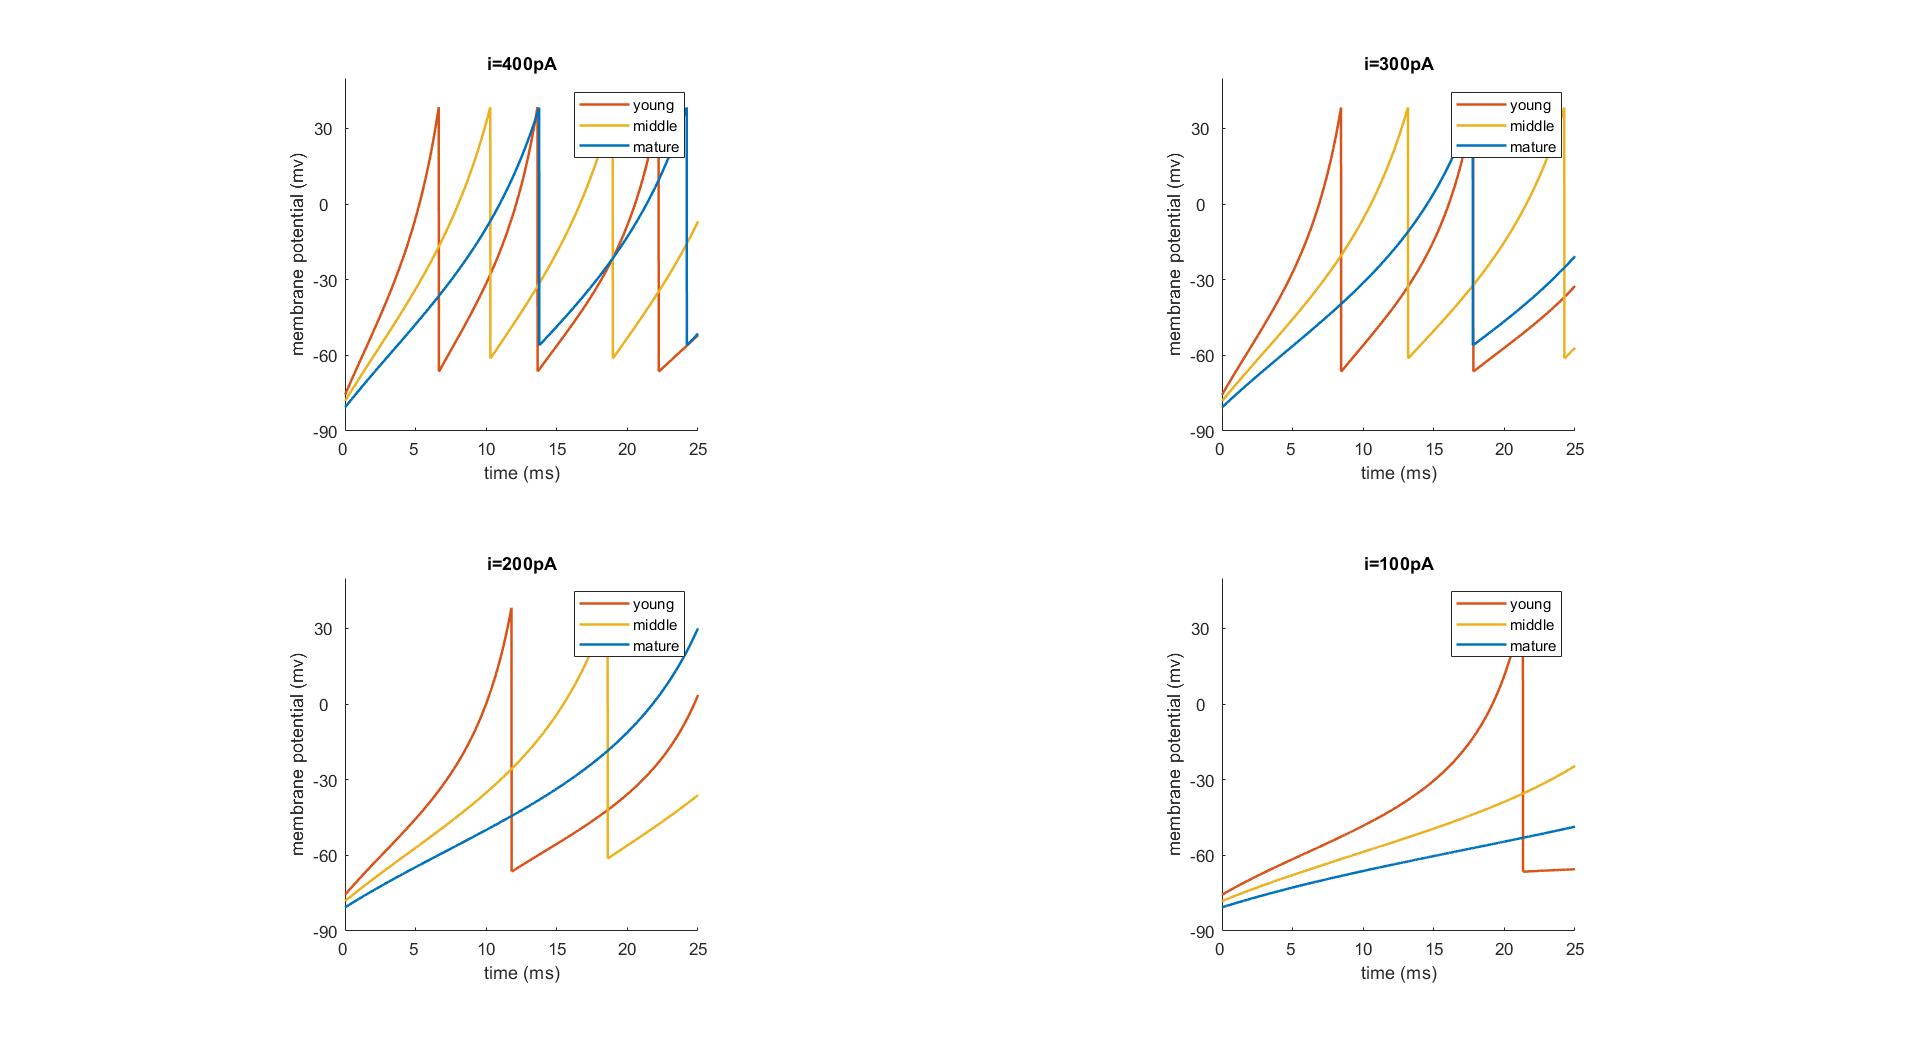 i=400pA
young
middle
mature
30
0
-30
-60
-90
membrane potential (mv)
0 5 10 15 20 25
time (ms)
i=300pA
young
middle
mature
30
0
-30
-60
-90
membrane potential (mv)
0 5 10 15 20 25
time (ms)
i=200pA
young
middle
mature
30
0
-30
-60
-90
membrane potential (mv)
0 5 10 15 20 25
time (ms)
i=100pA
young
middle
mature
30
0
-30
-60
-90
membrane potential (mv)
0 5 10 15 20 25
time (ms)